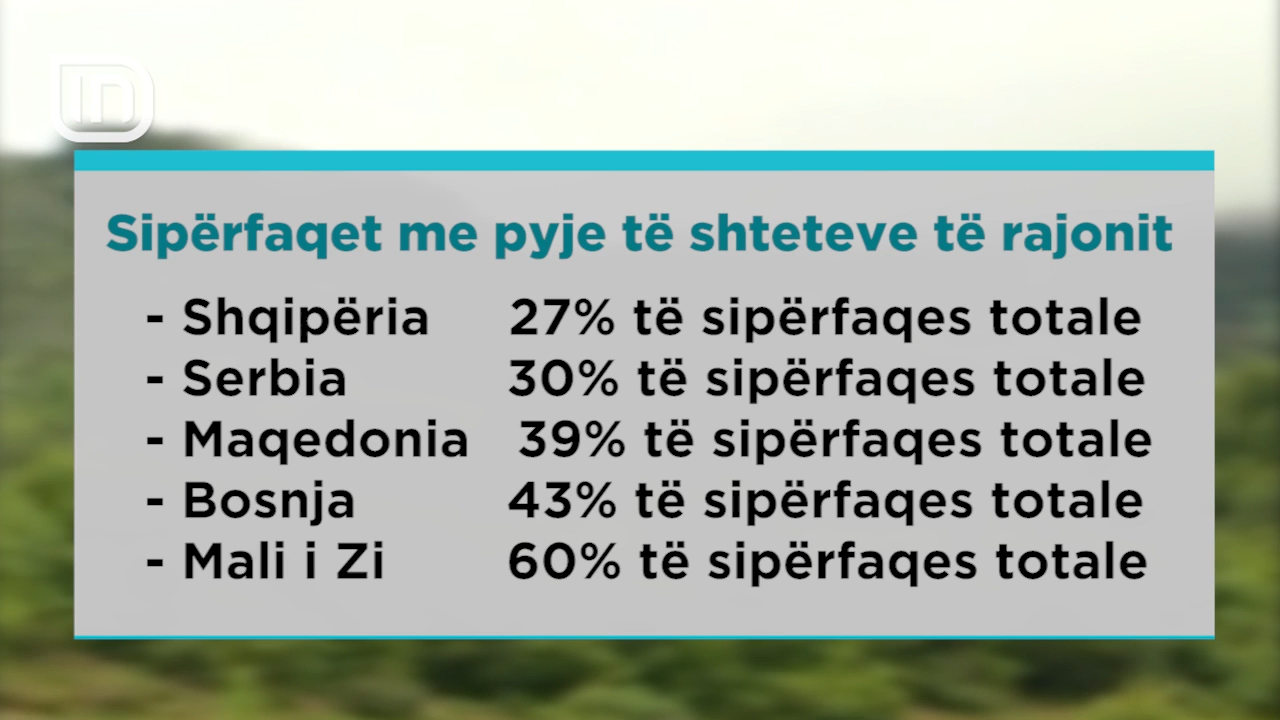 IN
Sipërfaqet me pyje të shteteve të rajonit
- Shqipëria 27% të sipërfaqes totale
- Serbia 30% të sipërfaqes totale
- Maqedonia 39% të sipërfaqes totale
- Bosnja 43% të sipërfaqes totale
- Mali i Zi 60% të sipërfaqes totale